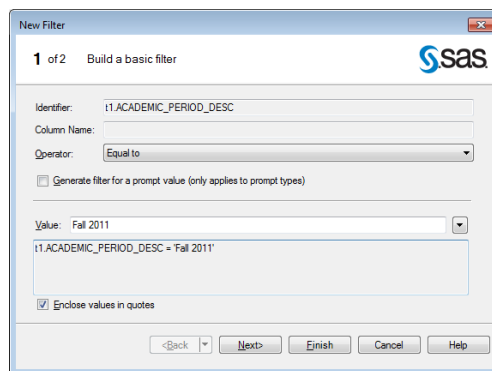 New Filter
1 of 2 Build a basic filter
sas.
Identifier: t1.ACADEMIC_PERIOD_DESC
Column Name:
Operator: Equal to
Generate filter for a prompt value (only applies to prompt types)
Value: Fall 2011
t1.ACADEMIC_PERIOD_DESC = 'Fall 2011'
Enclose values in quotes
<Back Next> Finish Cancel Help